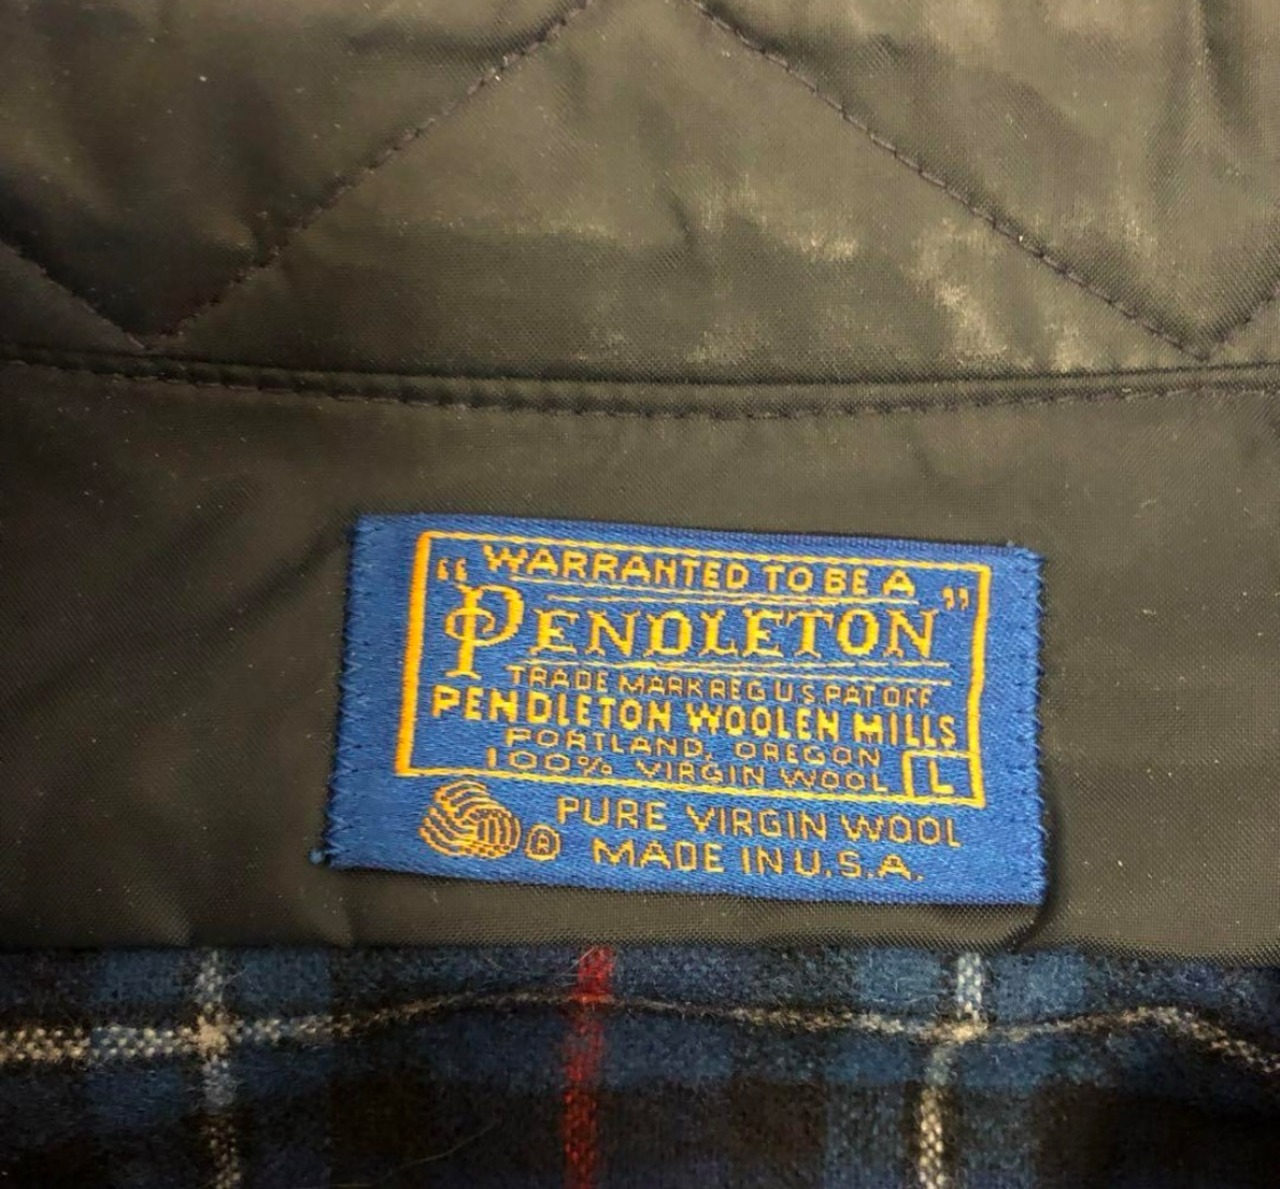 WARRANTED TO BE A
"PENDLETON"
TRADE MARK REG U.S. PAT OFF.
PENDLETON WOOLEN MILLS
PORTLAND, OREGON
100% VIRGIN WOOL L
PURE VIRGIN WOOL
® MADE IN U.S.A.